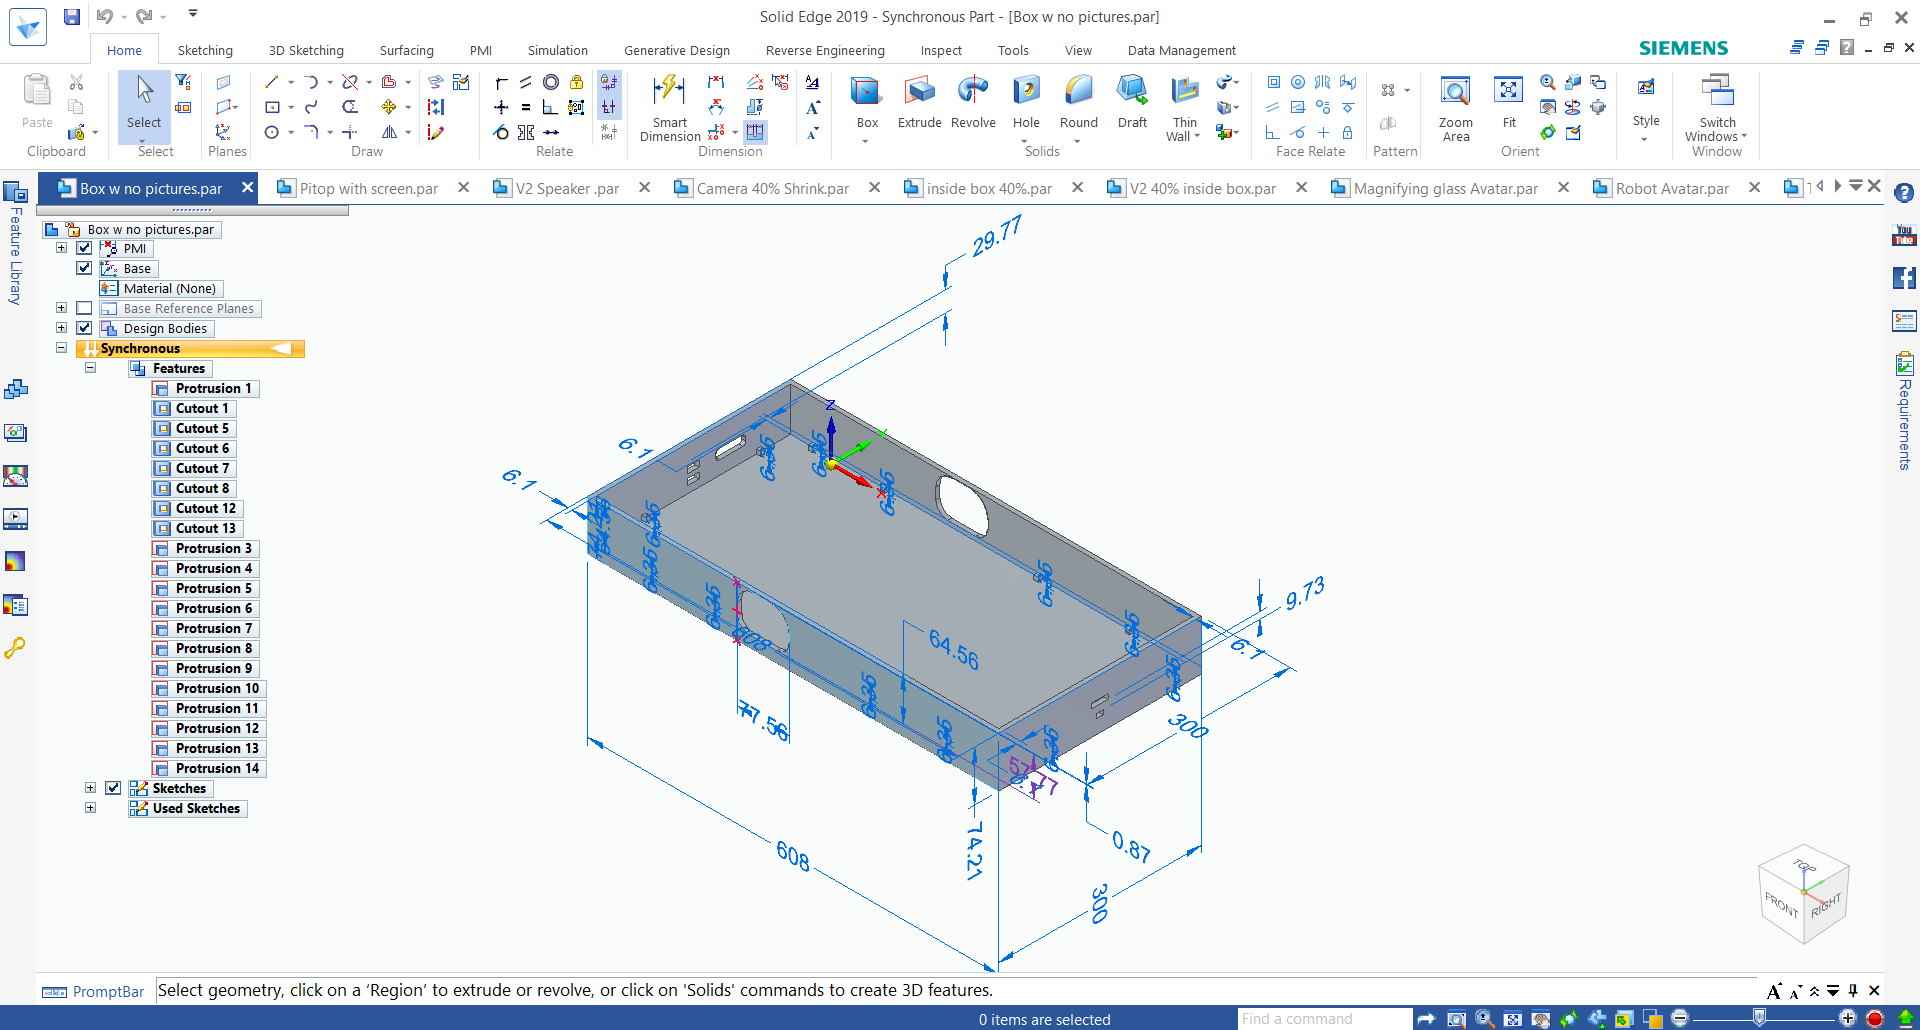 Solid Edge 2019 - Synchronous Part - [Box w no pictures.par]
Home Sketching 3D Sketching Surfacing PMI Simulation Generative Design Reverse Engineering Inspect Tools View Data Management
SIEMENS
Paste
Clipboard
Select
Select
Planes
Draw
Relate
Smart Dimension
Dimension
Box Extrude Revolve Hole Round Draft Thin Wall
Solids
Face Relate
Pattern
Zoom Area Fit
Orient
Style
Switch Windows
Window
Box w no pictures.par
Pitop with screen.par
V2 Speaker .par
Camera 40% Shrink.par
inside box 40%.par
V2 40% inside box.par
Magnifying glass Avatar.par
Robot Avatar.par
Feature Library
You Tube
Requirements
Box w no pictures.par
PMI
Base
Material (None)
Base Reference Planes
Design Bodies
Synchronous
Features
Protrusion 1
Cutout 1
Cutout 5
Cutout 6
Cutout 7
Cutout 8
Cutout 12
Cutout 13
Protrusion 3
Protrusion 4
Protrusion 5
Protrusion 6
Protrusion 7
Protrusion 8
Protrusion 9
Protrusion 10
Protrusion 11
Protrusion 12
Protrusion 13
Protrusion 14
Sketches
Used Sketches
29.77
6.1
6.1
Z
9.73
6.1
608
64.56
77.56
300
0.87
74.21
608
300
TOP
FRONT
RIGHT
PromptBar
Select geometry, click on a ‘Region’ to extrude or revolve, or click on 'Solids' commands to create 3D features.
0 items are selected
Find a command